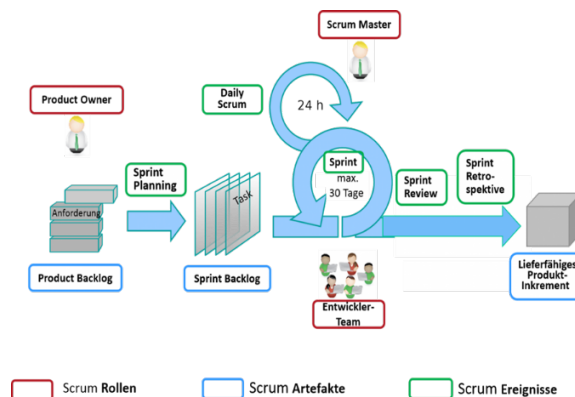 Scrum Master
Product Owner
Daily
Scrum
24 h
Sprint
Planning
Sprint
max.
30 Tage
Sprint
Review
Sprint
Retro-
spektive
Anforderung
Task
Product Backlog
Sprint Backlog
Entwickler-
Team
Lieferfähiges
Produkt-
Inkrement
Scrum Rollen
Scrum Artefakte
Scrum Ereignisse